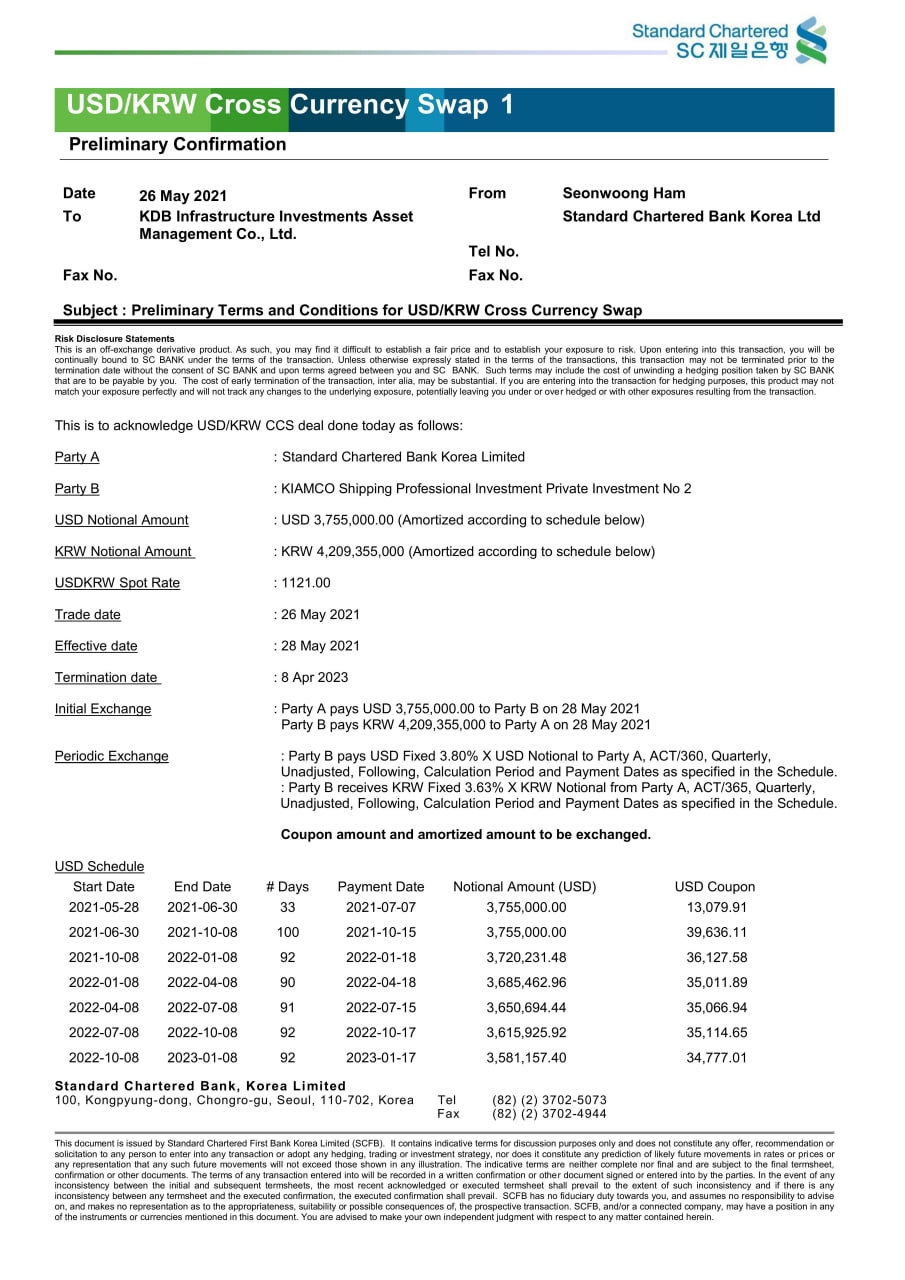 Standard Chartered
SC제일은행
USD/KRW Cross Currency Swap 1
Preliminary Confirmation
Date 26 May 2021 From Seonwoong Ham
To KDB Infrastructure Investments Asset Standard Chartered Bank Korea Ltd
Management Co., Ltd.
Tel No.
Fax No. Fax No.
Subject : Preliminary Terms and Conditions for USD/KRW Cross Currency Swap
Risk Disclosure Statements
This is an off-exchange derivative product. As such, you may find it difficult to establish a fair price and to establish your exposure to risk. Upon entering into this transaction, you will be
continually bound to SC BANK under the terms of the transaction. Unless otherwise expressly stated in the terms of the transactions, this transaction may not be terminated prior to the
termination date without the consent of SC BANK and upon terms agreed between you and SC BANK. Such terms may include the cost of unwinding a hedging position taken by SC BANK
that are to be payable by you. The cost of early termination of the transaction, inter alia, may be substantial. If you are entering into the transaction for hedging purposes, this product may not
match your exposure perfectly and will not track any changes to the underlying exposure, potentially leaving you under or over hedged or with other exposures resulting from the transaction.
This is to acknowledge USD/KRW CCS deal done today as follows:
Party A : Standard Chartered Bank Korea Limited
Party B : KIAMCO Shipping Professional Investment Private Investment No 2
USD Notional Amount : USD 3,755,000.00 (Amortized according to schedule below)
KRW Notional Amount : KRW 4,209,355,000 (Amortized according to schedule below)
USDKRW Spot Rate : 1121.00
Trade date : 26 May 2021
Effective date : 28 May 2021
Termination date : 8 Apr 2023
Initial Exchange : Party A pays USD 3,755,000.00 to Party B on 28 May 2021
Party B pays KRW 4,209,355,000 to Party A on 28 May 2021
Periodic Exchange : Party B pays USD Fixed 3.80% X USD Notional to Party A, ACT/360, Quarterly,
Unadjusted, Following, Calculation Period and Payment Dates as specified in the Schedule.
: Party B receives KRW Fixed 3.63% X KRW Notional from Party A, ACT/365, Quarterly,
Unadjusted, Following, Calculation Period and Payment Dates as specified in the Schedule.
Coupon amount and amortized amount to be exchanged.
USD Schedule
Start Date End Date # Days Payment Date Notional Amount (USD) USD Coupon
2021-05-28 2021-06-30 33 2021-07-07 3,755,000.00 13,079.91
2021-06-30 2021-10-08 100 2021-10-15 3,755,000.00 39,636.11
2021-10-08 2022-01-08 92 2022-01-18 3,720,231.48 36,127.58
2022-01-08 2022-04-08 90 2022-04-18 3,685,462.96 35,011.89
2022-04-08 2022-07-08 91 2022-07-15 3,650,694.44 35,066.94
2022-07-08 2022-10-08 92 2022-10-17 3,615,925.92 35,114.65
2022-10-08 2023-01-08 92 2023-01-17 3,581,157.40 34,777.01
Standard Chartered Bank, Korea Limited
100, Kongpyung-dong, Chongro-gu, Seoul, 110-702, Korea Tel (82) (2) 3702-5073
Fax (82) (2) 3702-4944
This document is issued by Standard Chartered First Bank Korea Limited (SCFB). It contains indicative terms for discussion purposes only and does not constitute any offer, recommendation or
solicitation to any person to enter into any transaction or adopt any hedging, trading or investment strategy, nor does it constitute any prediction of likely future movements in rates or prices or
any representation that any such future movements will not exceed those shown in any illustration. The indicative terms are neither complete nor final and are subject to the final termsheet,
confirmation or other documents. The terms of any transaction entered into will be recorded in a written confirmation or other document signed or entered into by the parties. In the event of any
inconsistency between the initial and subsequent termsheets, the most recent acknowledged or executed termsheet shall prevail to the extent of such inconsistency and if there is any
inconsistency between any termsheet and the executed confirmation, the executed confirmation shall prevail. SCFB has no fiduciary duty towards you, and assumes no responsibility to advise
on, and makes no representation as to the appropriateness, suitability or possible consequences of, the prospective transaction. SCFB, and/or a connected company, may have a position in any
of the instruments or currencies mentioned in this document. You are advised to make your own independent judgment with respect to any matter contained herein.